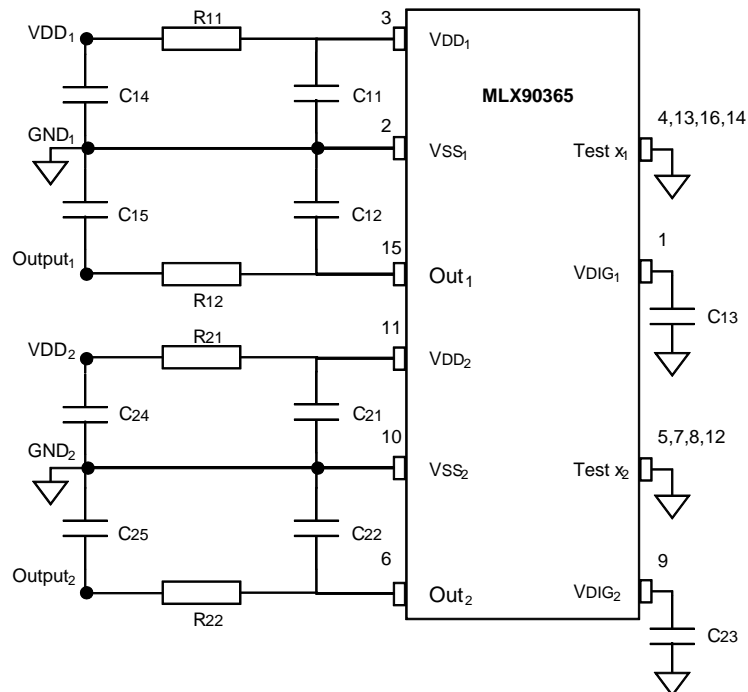 VDD1
R11
3
VDD1
C14
C11
MLX90365
GND1
2
VSS1
4,13,16,14
Test x1
C15
C12
Output1
R12
15
Out1
1
VDIG1
C13
VDD2
R21
11
VDD2
C24
C21
GND2
10
VSS2
5,7,8,12
Test x2
C25
C22
Output2
R22
6
Out2
9
VDIG2
C23